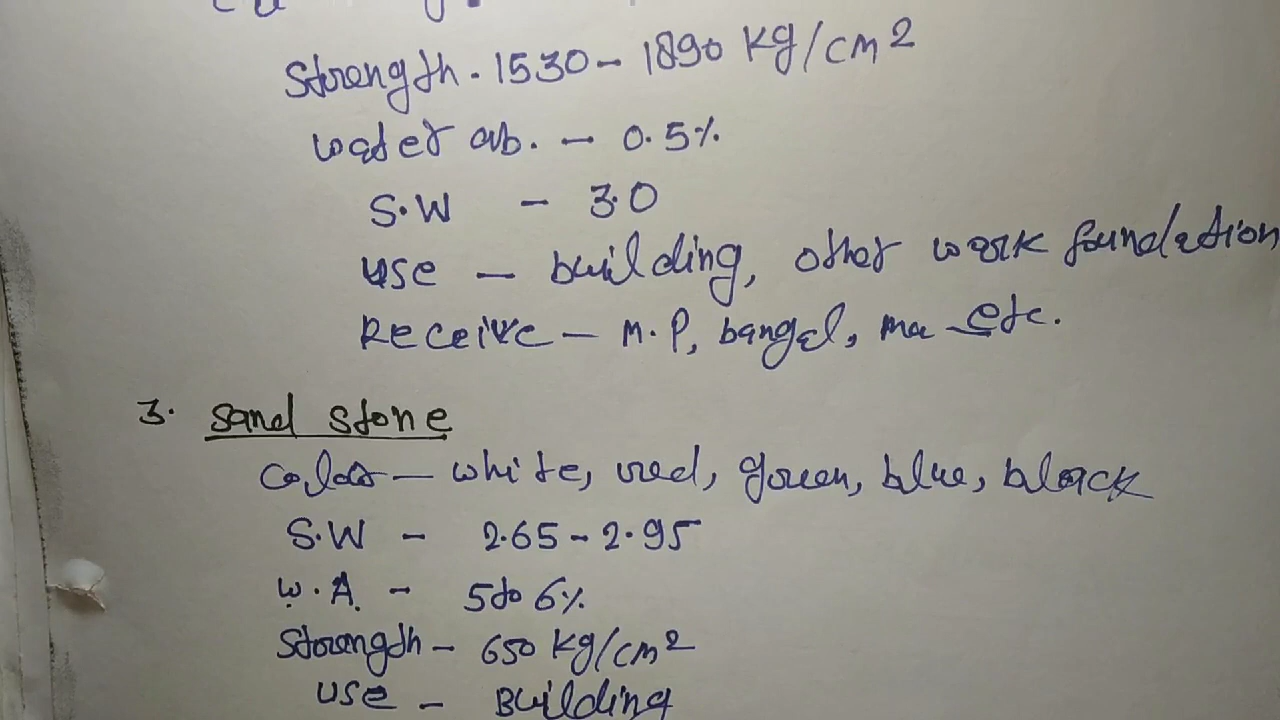 Strength - 1530 - 1890 kg/cm2
water ab. - 0.5%
S.W - 3.0
use - building, other work foundation
Receive - M.P, bangal, ma etc.
3. Sand stone
Color - white, red, green, blue, black
S.W - 2.65 - 2.95
W.A. - 5 to 6%
Strength - 650 kg/cm2
use - Building